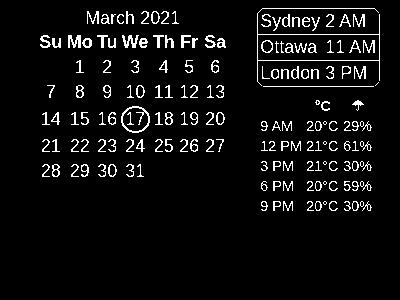 March 2021
Su Mo Tu We Th Fr Sa
1 2 3 4 5 6
7 8 9 10 11 12 13
14 15 16 17 18 19 20
21 22 23 24 25 26 27
28 29 30 31
Sydney 2 AM
Ottawa 11 AM
London 3 PM
°C ☂
9 AM 20°C 29%
12 PM 21°C 61%
3 PM 21°C 30%
6 PM 20°C 59%
9 PM 20°C 30%